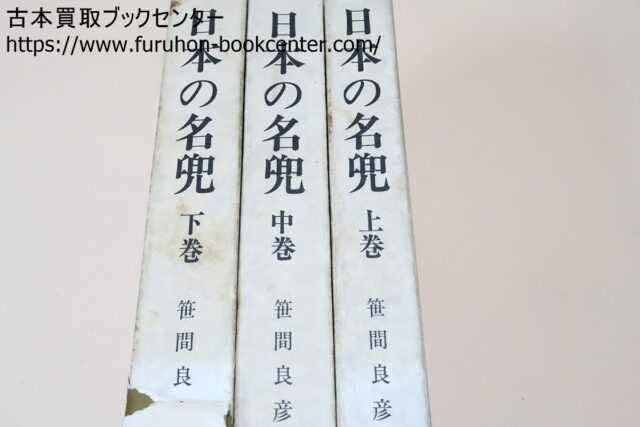 古本買取ブックセンター
https://www.furuhon-bookcenter.com/
日本の名兜 上巻 笹間良彦
日本の名兜 中巻 笹間良彦
日本の名兜 下巻 笹間良